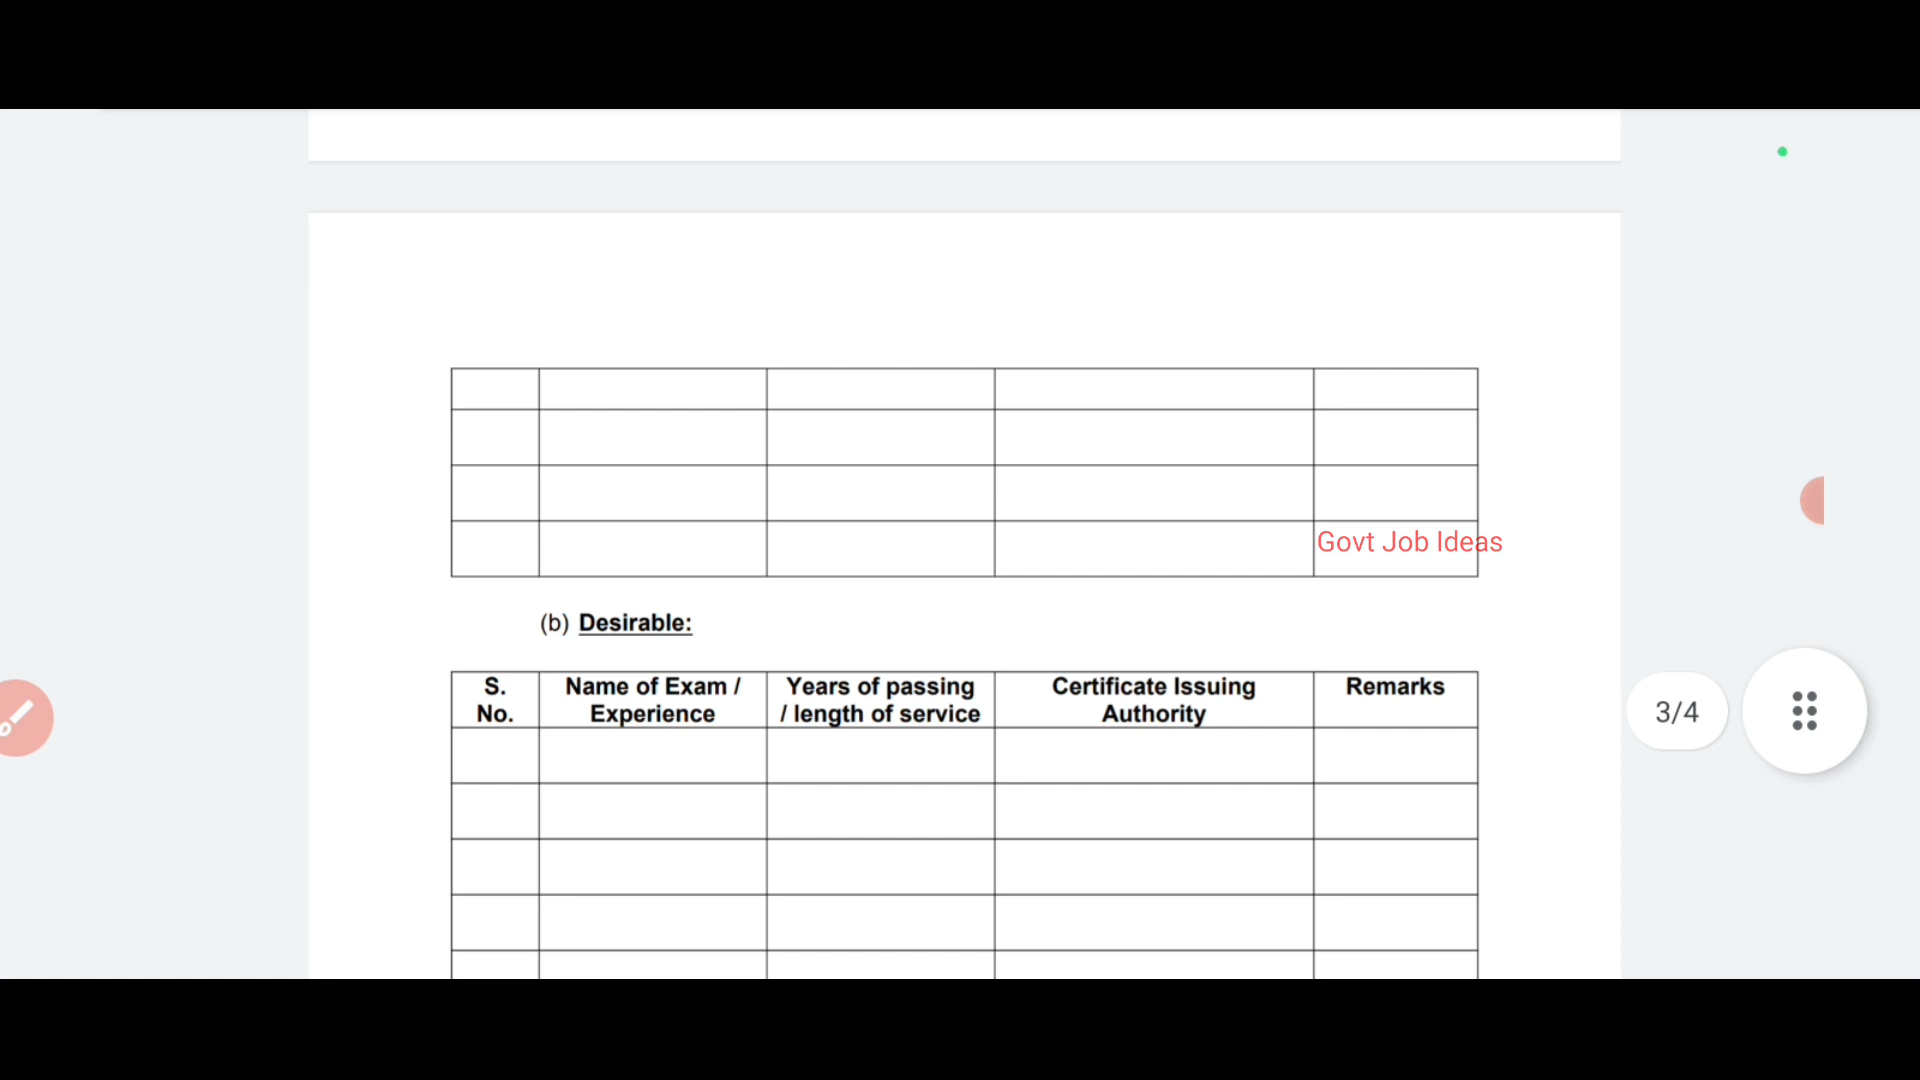 Govt Job Ideas
(b) Desirable:
S. No.
Name of Exam / Experience
Years of passing / length of service
Certificate Issuing Authority
Remarks
3/4